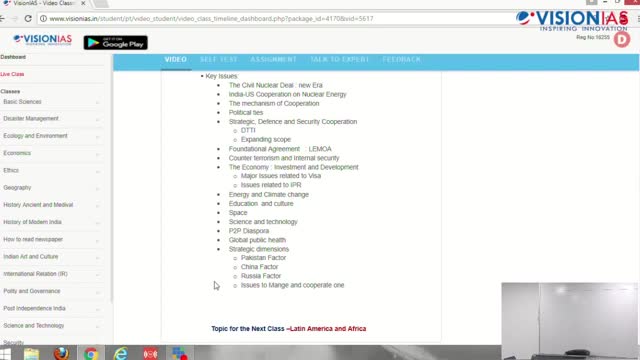 VisionIAS - Video Classr
www.visionias.in/student/pt/video_student/video_class_timeline_dashboard.php?package_id=4170&vid=5617
VISIONIAS
INSPIRING INNOVATION
VISIONIAS
INSPIRING INNOVATION
GET IT ON
Google Play
Reg No:16255
D
Dashboard
Live Class
Classes
Basic Sciences
Disaster Management
Ecology and Environment
Economics
Ethics
Geography
History Ancient and Medieval
History of Modern India
How to read newspaper
Indian Art and Culture
International Relation (IR)
Polity and Governance
Post Independence India
Science and Technology
Security
VIDEO SELF TEST ASSIGNMENT TALK TO EXPERT FEEDBACK
Key Issues
The Civil Nuclear Deal : new Era
India-US Cooperation on Nuclear Energy
The mechanism of Cooperation
Political ties
Strategic, Defence and Security Cooperation
DTTI
Expanding scope
Foundational Agreement : LEMOA
Counter terrorism and Internal security
The Economy : Investment and Development
Major Issues related to Visa
Issues related to IPR
Energy and Climate change
Education and culture
Space
Science and technology
P2P Diaspora
Global public health
Strategic dimensions
Pakistan Factor
China Factor
Russia Factor
Issues to Mange and cooperate one
Topic for the Next Class –Latin America and Africa